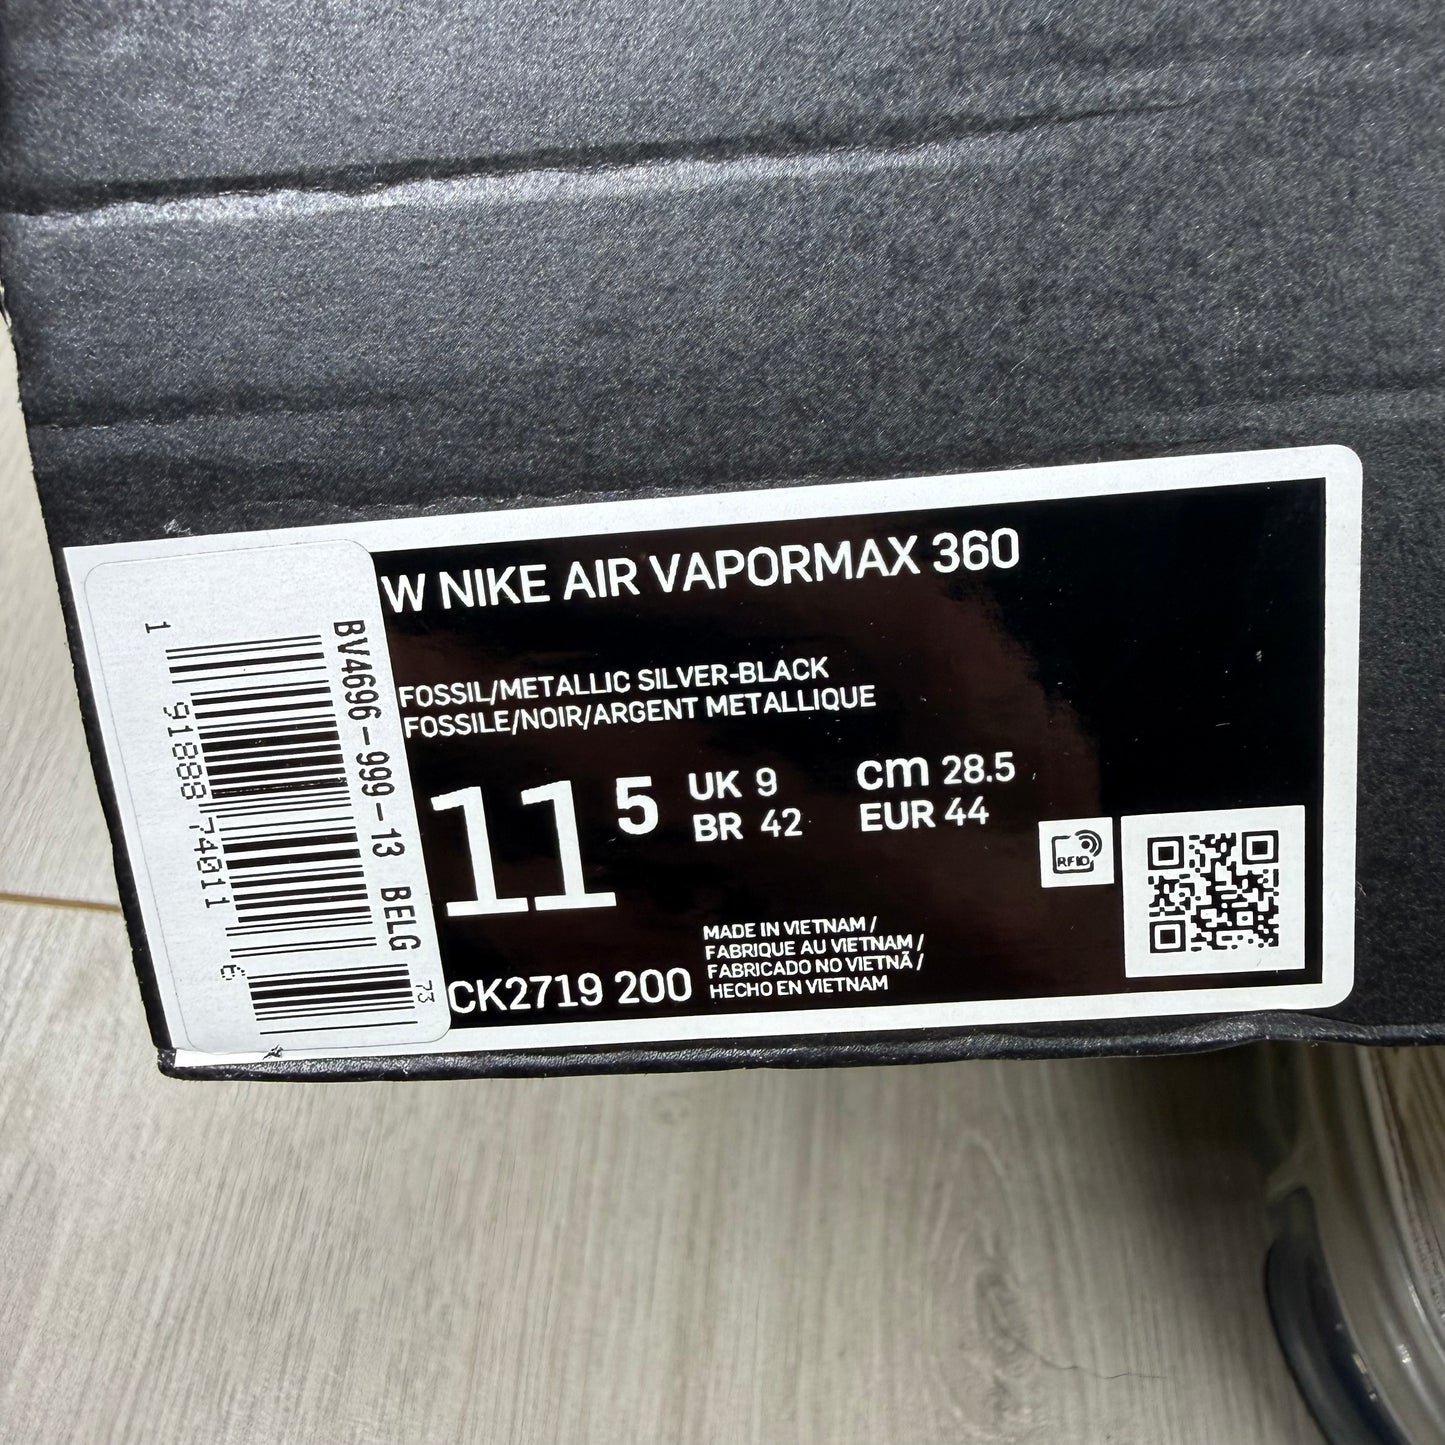 W NIKE AIR VAPORMAX 360
FOSSIL/METALLIC SILVER-BLACK
FOSSILE/NOIR/ARGENT METALLIQUE
11 5
UK 9
BR 42
cm 28.5
EUR 44
RFID
MADE IN VIETNAM /
FABRIQUE AU VIETNAM /
FABRICADO NO VIETNÃ /
HECHO EN VIETNAM
CK2719 200
BV4696-999-13 BELG
73
1 91888 74011 6